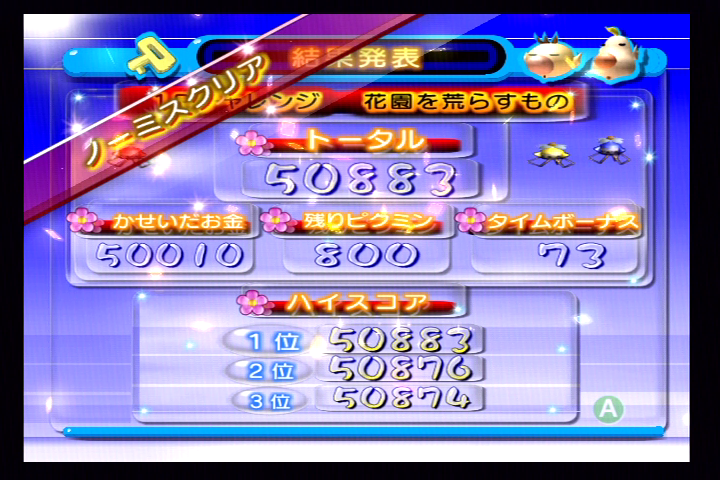 結果発表
ノーミスクリア
チャレンジ 花園を荒らすもの
トータル
50883
かせいだお金 残りピクミン タイムボーナス
50010 800 73
ハイスコア
1位 50883
2位 50876
3位 50874
A